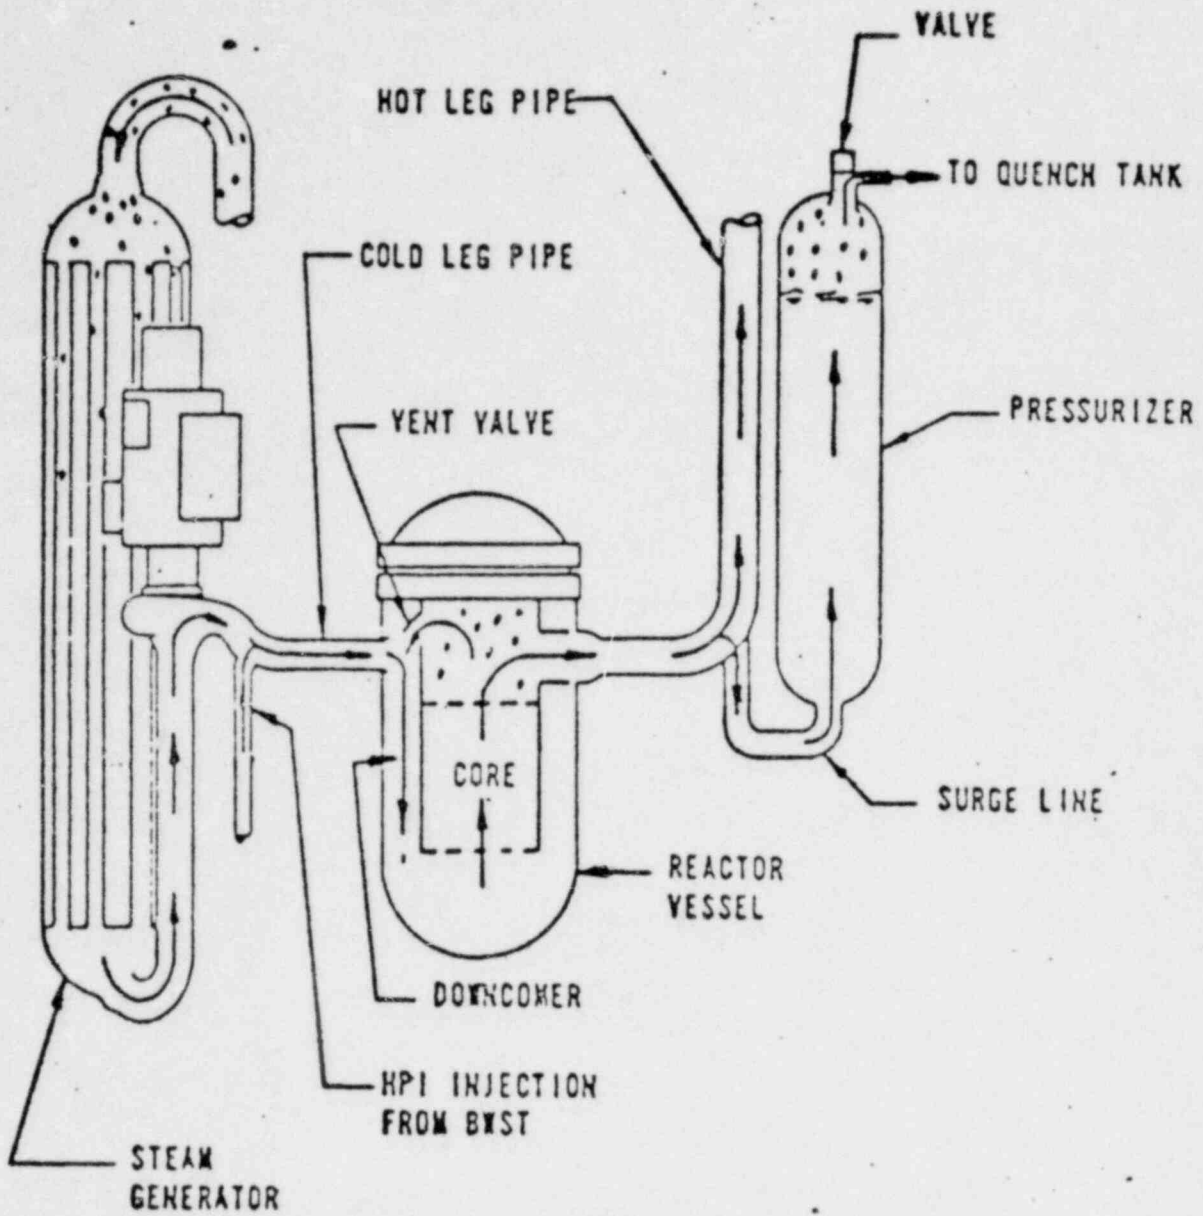 VALVE
HOT LEG PIPE
TO QUENCH TANK
COLD LEG PIPE
VENT VALVE
PRESSURIZER
CORE
SURGE LINE
REACTOR
VESSEL
DOWNCOMER
HPI INJECTION
FROM BWST
STEAM
GENERATOR